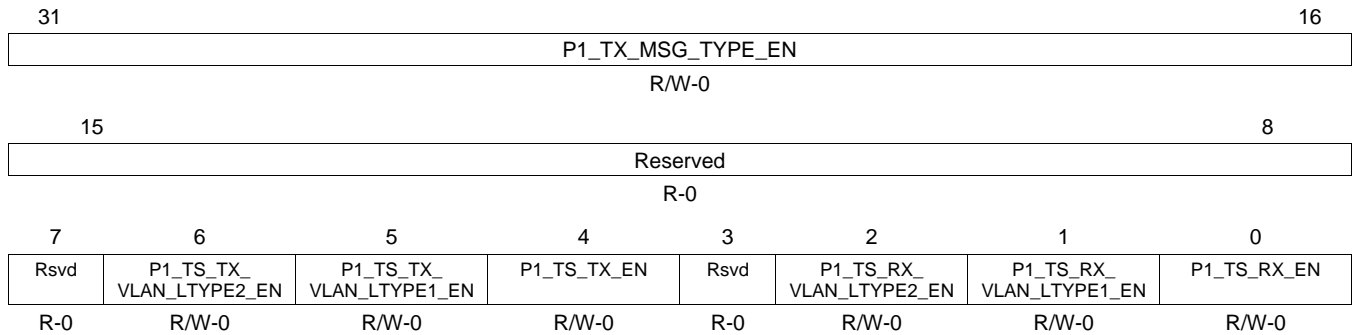 31 16
P1_TX_MSG_TYPE_EN
R/W-0
15 8
Reserved
R-0
7 6 5 4 3 2 1 0
Rsvd P1_TS_TX_ P1_TS_TX_ P1_TS_TX_EN Rsvd P1_TS_RX_ P1_TS_RX_ P1_TS_RX_EN
VLAN_LTYPE2_EN VLAN_LTYPE1_EN VLAN_LTYPE2_EN VLAN_LTYPE1_EN
R-0 R/W-0 R/W-0 R/W-0 R-0 R/W-0 R/W-0 R/W-0